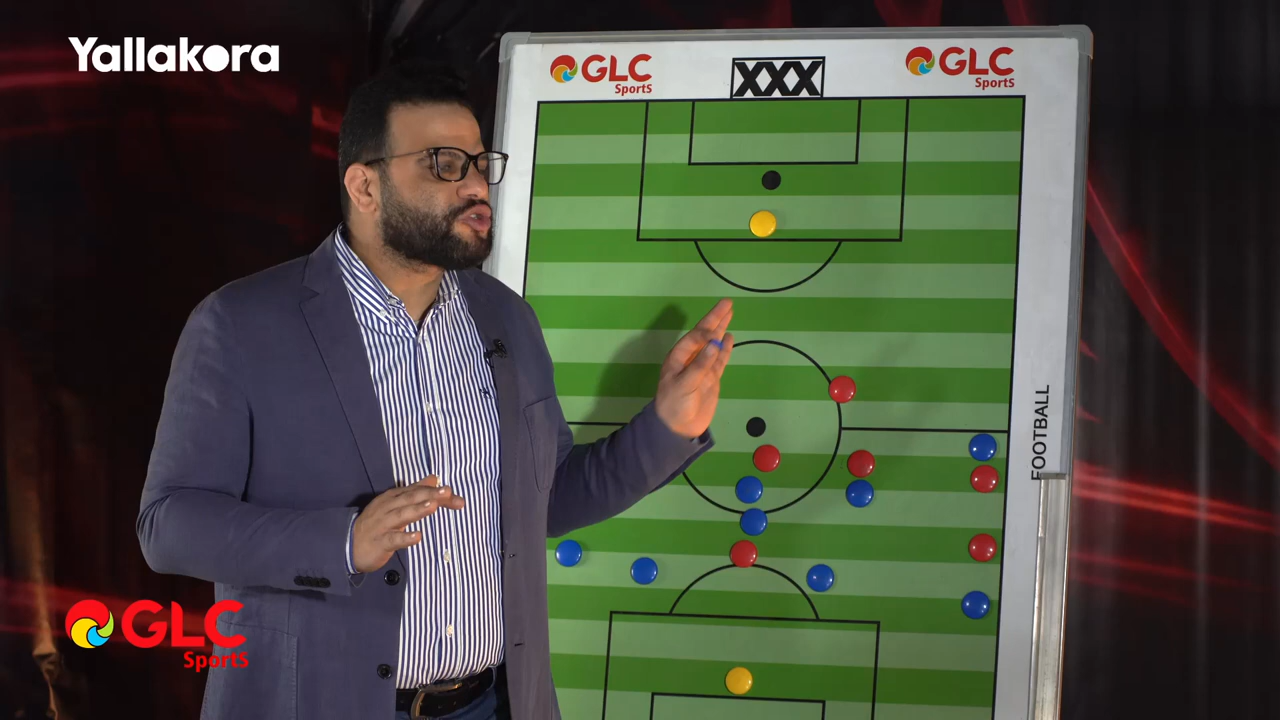 Yallakora
GLC
Sports
XXX
GLC
Sports
FOOTBALL
GLC
Sports